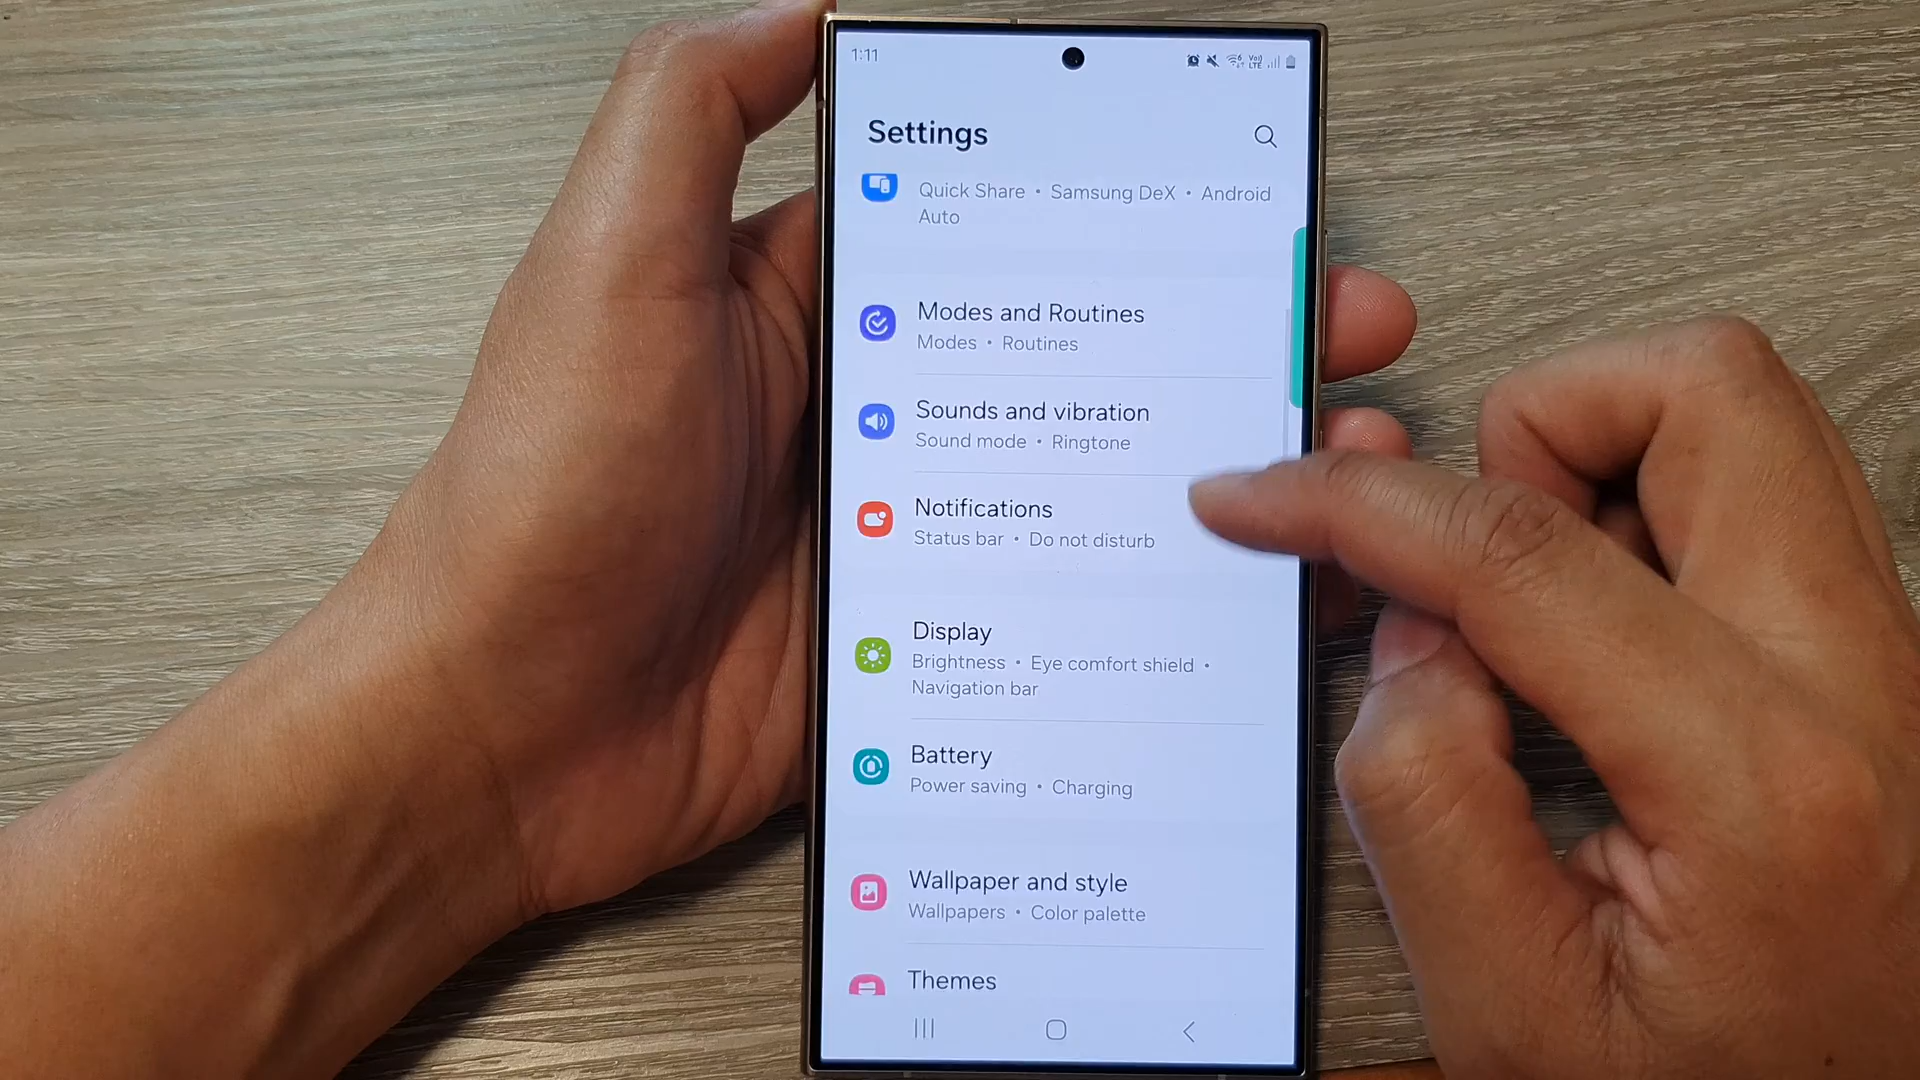 1:11
Vo)
LTE
Settings
Quick Share • Samsung DeX • Android
Auto
Modes and Routines
Modes • Routines
Sounds and vibration
Sound mode • Ringtone
Notifications
Status bar • Do not disturb
Display
Brightness • Eye comfort shield •
Navigation bar
Battery
Power saving • Charging
Wallpaper and style
Wallpapers • Color palette
Themes